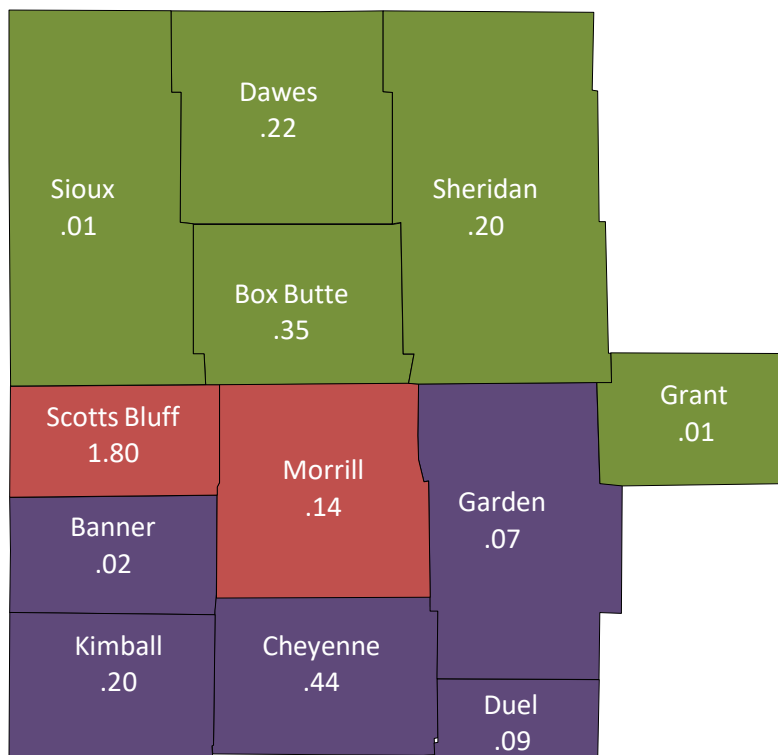 Dawes
.22
Sioux
.01
Sheridan
.20
Box Butte
.35
Grant
.01
Scotts Bluff
1.80
Morrill
.14
Garden
.07
Banner
.02
Kimball
.20
Cheyenne
.44
Duel
.09